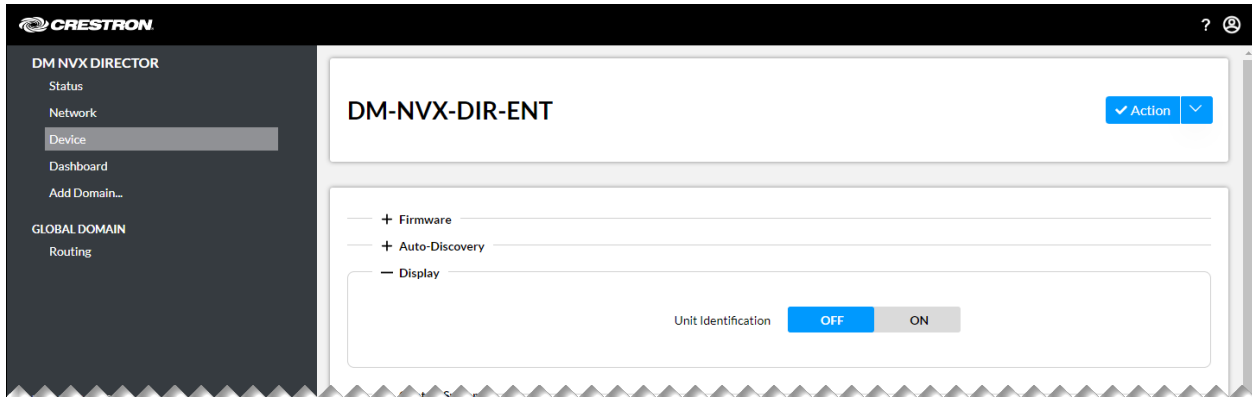 CRESTRON
?
DM NVX DIRECTOR
Status
Network
Device
Dashboard
Add Domain...
GLOBAL DOMAIN
Routing
DM-NVX-DIR-ENT
Action
+ Firmware
+ Auto-Discovery
— Display
Unit Identification OFF ON